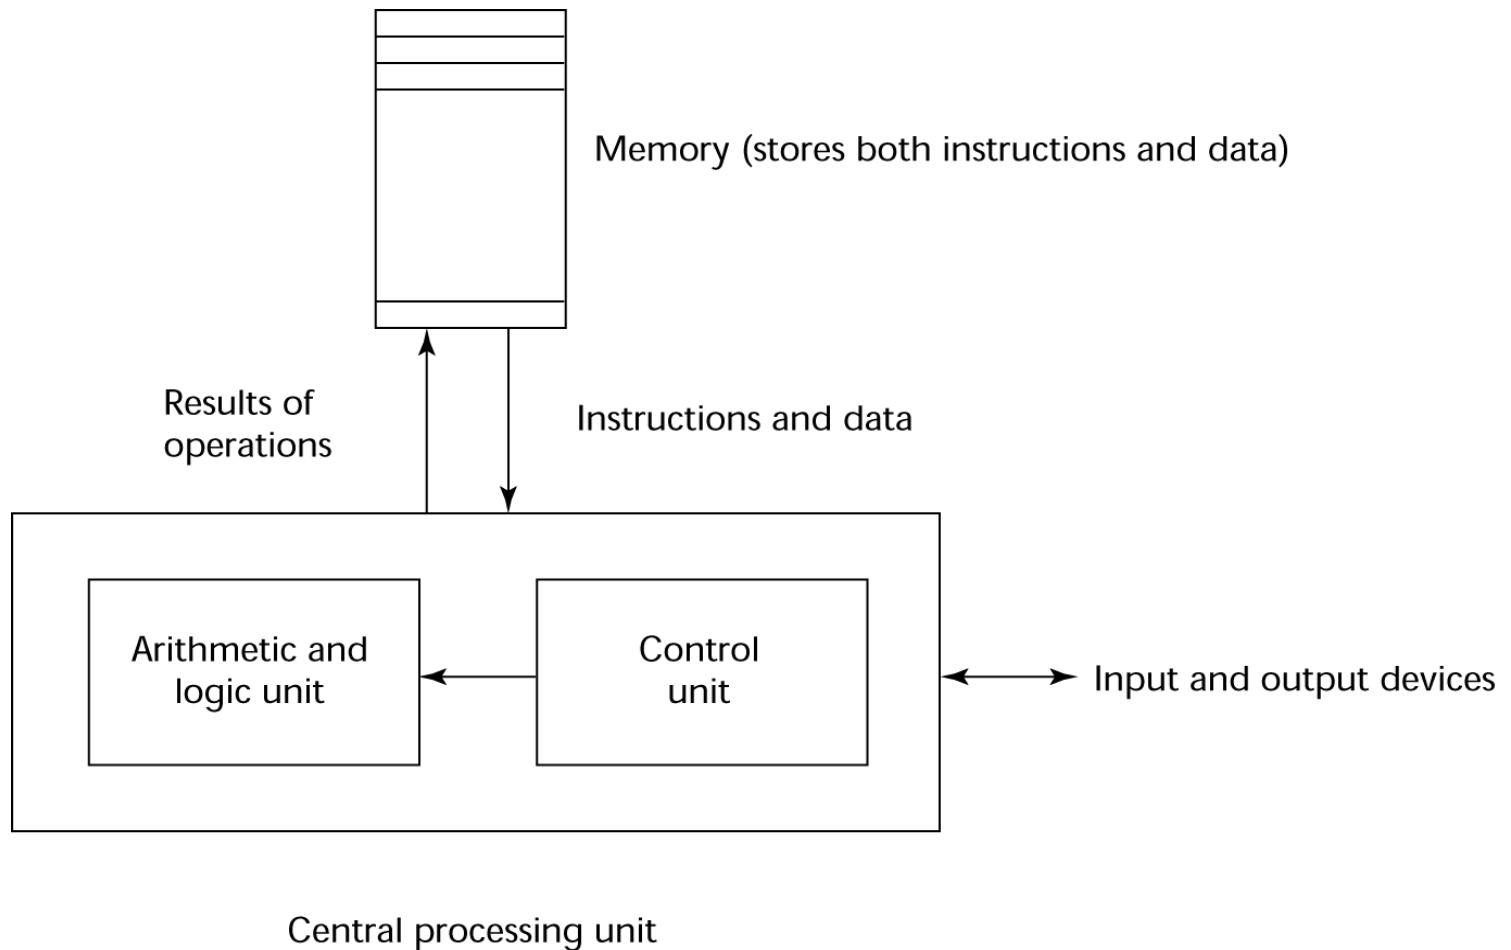 Memory (stores both instructions and data)
Results of
operations
Instructions and data
Arithmetic and
logic unit
Control
unit
Input and output devices
Central processing unit